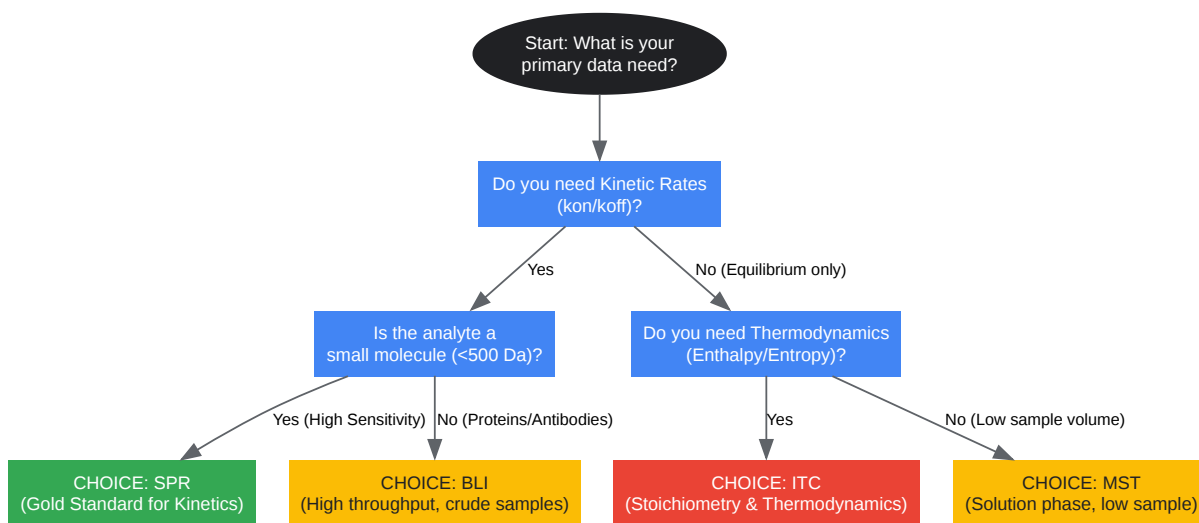 Start: What is your
primary data need?
Do you need Kinetic Rates
(kon/koff)?
Yes
No (Equilibrium only)
Is the analyte a
small molecule (<500 Da)?
Do you need Thermodynamics
(Enthalpy/Entropy)?
Yes (High Sensitivity)
No (Proteins/Antibodies)
Yes
No (Low sample volume)
CHOICE: SPR
(Gold Standard for Kinetics)
CHOICE: BLI
(High throughput, crude samples)
CHOICE: ITC
(Stoichiometry & Thermodynamics)
CHOICE: MST
(Solution phase, low sample)